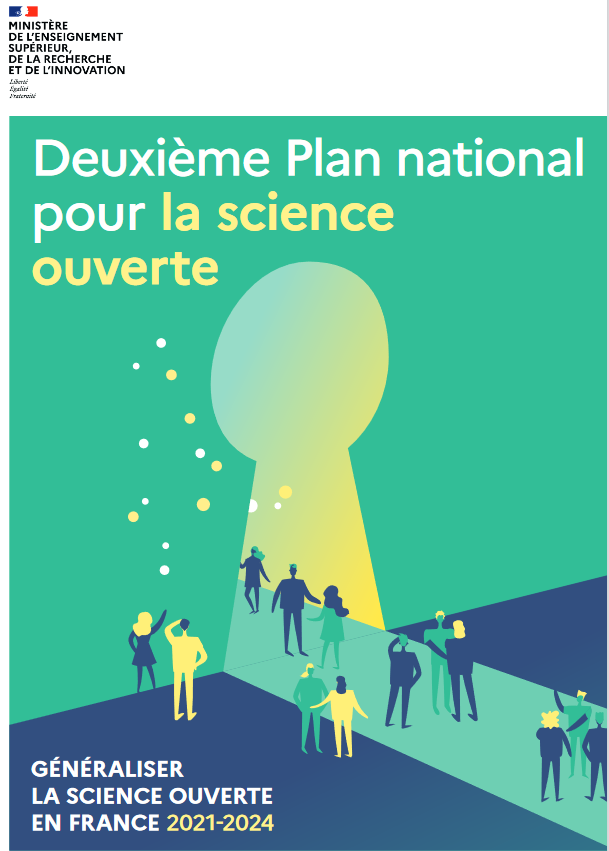 MINISTÈRE
DE L'ENSEIGNEMENT
SUPÉRIEUR,
DE LA RECHERCHE
ET DE L'INNOVATION
Liberté
Égalité
Fraternité
Deuxième Plan national
pour la science
ouverte
GÉNÉRALISER
LA SCIENCE OUVERTE
EN FRANCE 2021-2024